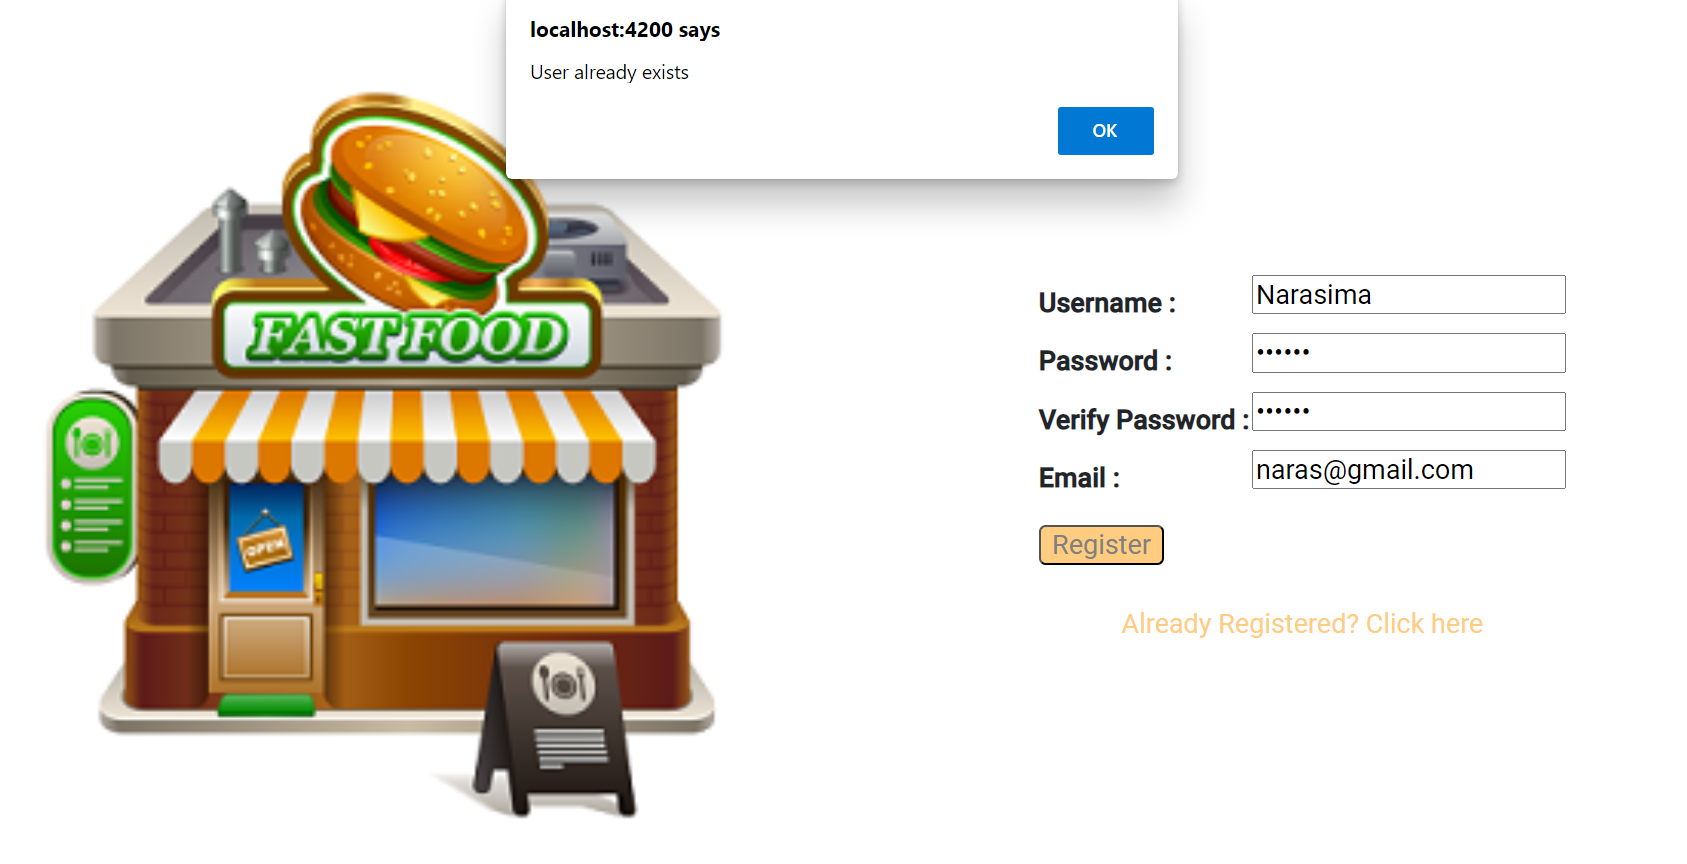 localhost:4200 says
User already exists
OK
FAST FOOD
OPEN
Username : Narasima
Password : ••••••
Verify Password : ••••••
Email : naras@gmail.com
Register
Already Registered? Click here